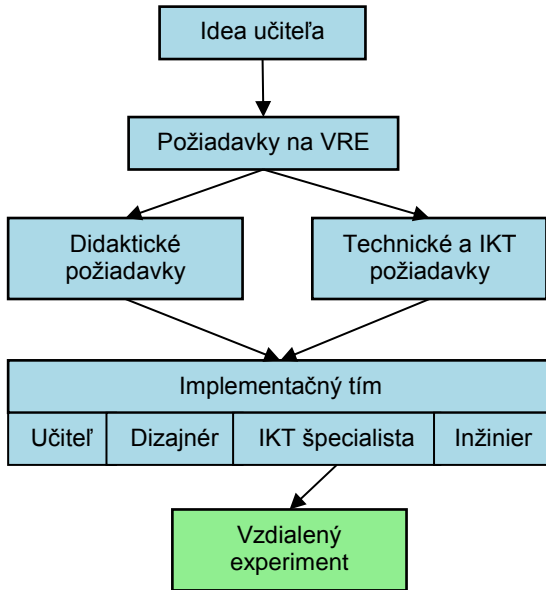 Idea učiteľa
Požiadavky na VRE
Didaktické
požiadavky
Technické a IKT
požiadavky
Implementačný tím
Učiteľ
Dizajnér
IKT špecialista
Inžinier
Vzdialený
experiment